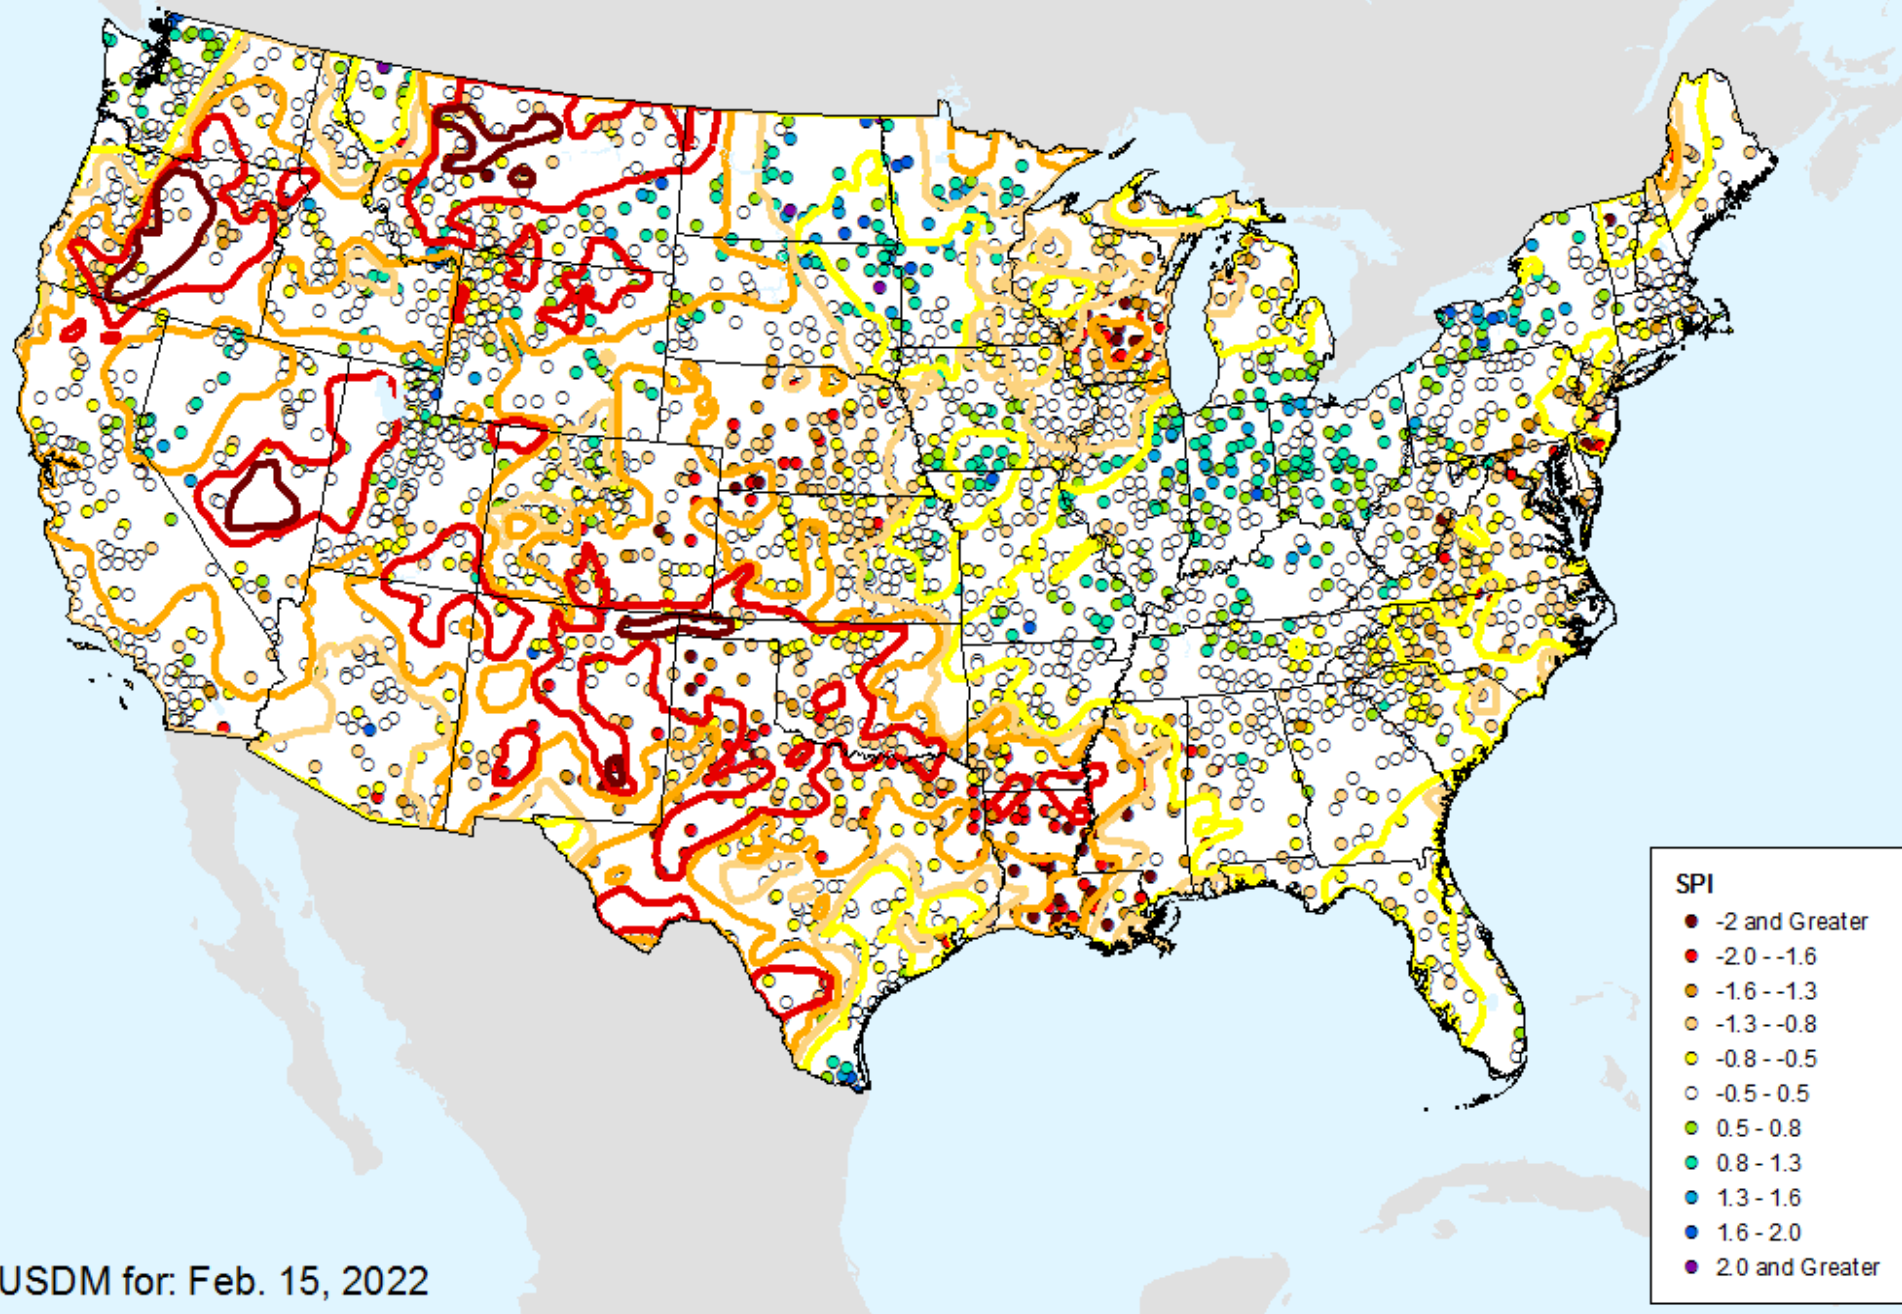 SPI
-2 and Greater
-2.0 - -1.6
-1.6 - -1.3
-1.3 - -0.8
-0.8 - -0.5
-0.5 - 0.5
0.5 - 0.8
0.8 - 1.3
1.3 - 1.6
1.6 - 2.0
2.0 and Greater
USDM for: Feb. 15, 2022